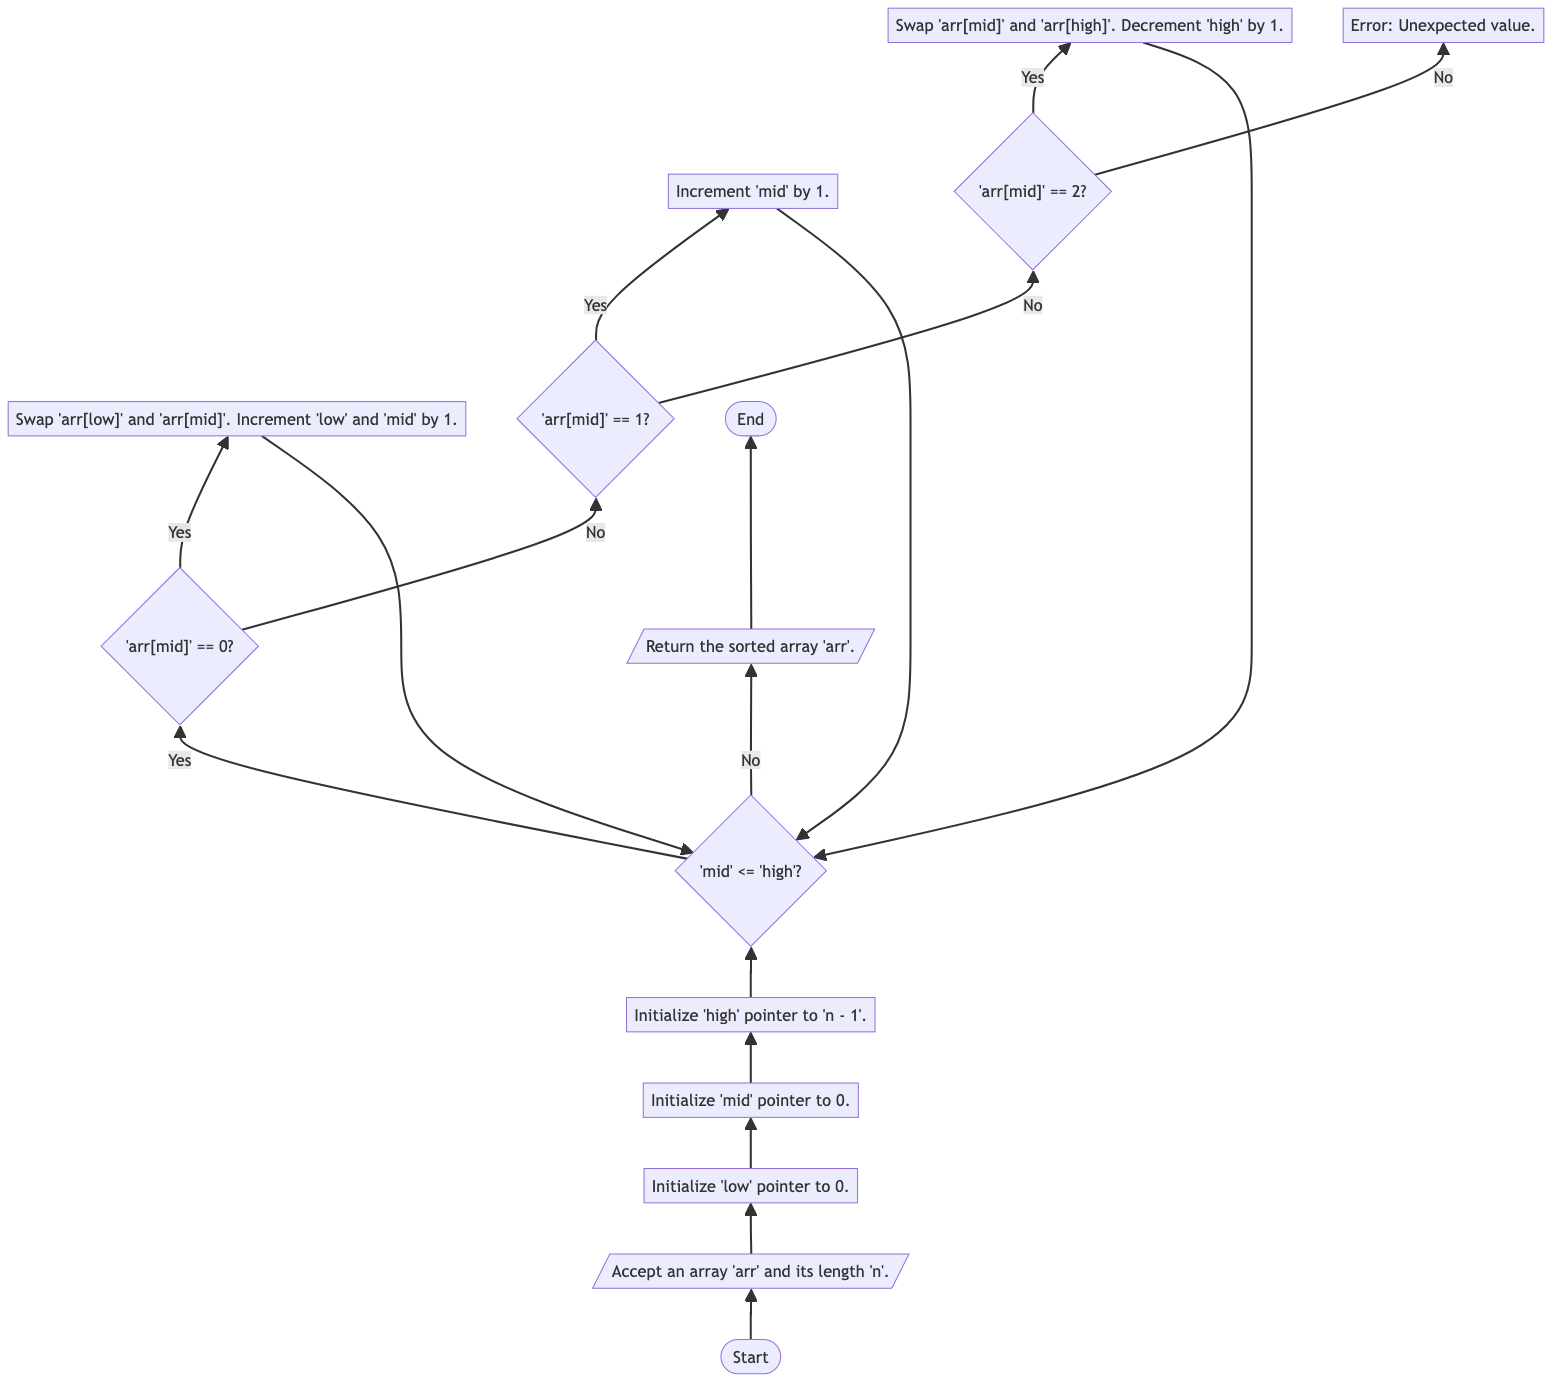 Swap 'arr[mid]' and 'arr[high]'. Decrement 'high' by 1.
Error: Unexpected value.
Yes
No
'arr[mid]' == 2?
Increment 'mid' by 1.
Yes
No
'arr[mid]' == 1?
Swap 'arr[low]' and 'arr[mid]'. Increment 'low' and 'mid' by 1.
End
Yes
No
'arr[mid]' == 0?
Return the sorted array 'arr'.
Yes
No
'mid' <= 'high'?
Initialize 'high' pointer to 'n - 1'.
Initialize 'mid' pointer to 0.
Initialize 'low' pointer to 0.
Accept an array 'arr' and its length 'n'.
Start